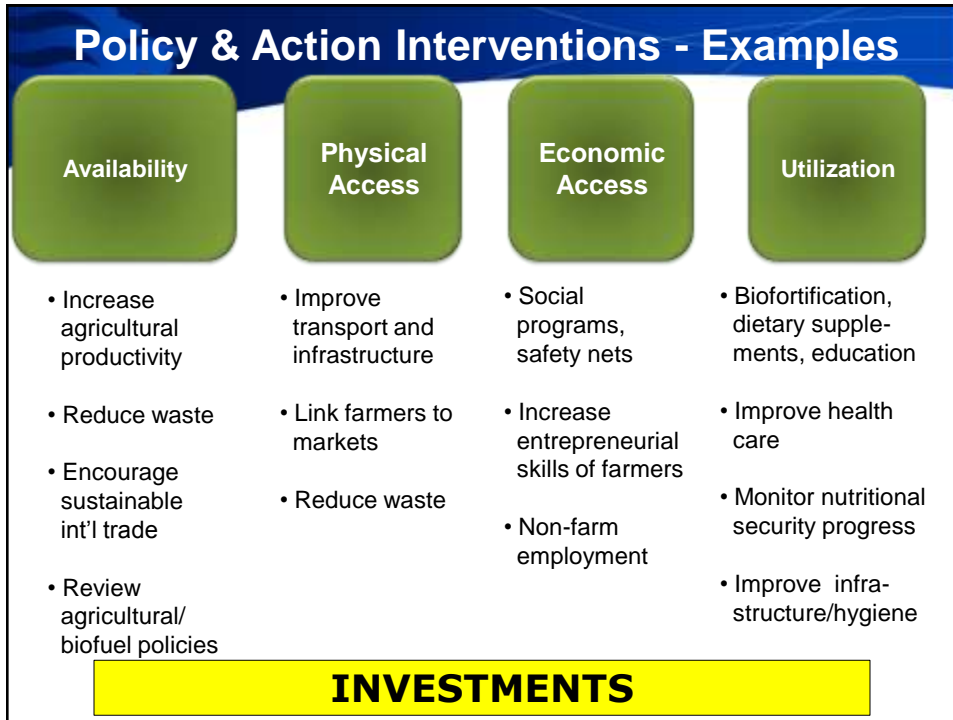 Policy & Action Interventions - Examples
Availability
Physical
Access
Economic
Access
Utilization
• Increase
agricultural
productivity
• Reduce waste
• Encourage
sustainable
int’l trade
• Review
agricultural/
biofuel policies
• Improve
transport and
infrastructure
• Link farmers to
markets
• Reduce waste
• Social
programs,
safety nets
• Increase
entrepreneurial
skills of farmers
• Non-farm
employment
• Biofortification,
dietary supple-
ments, education
• Improve health
care
• Monitor nutritional
security progress
• Improve infra-
structure/hygiene
INVESTMENTS